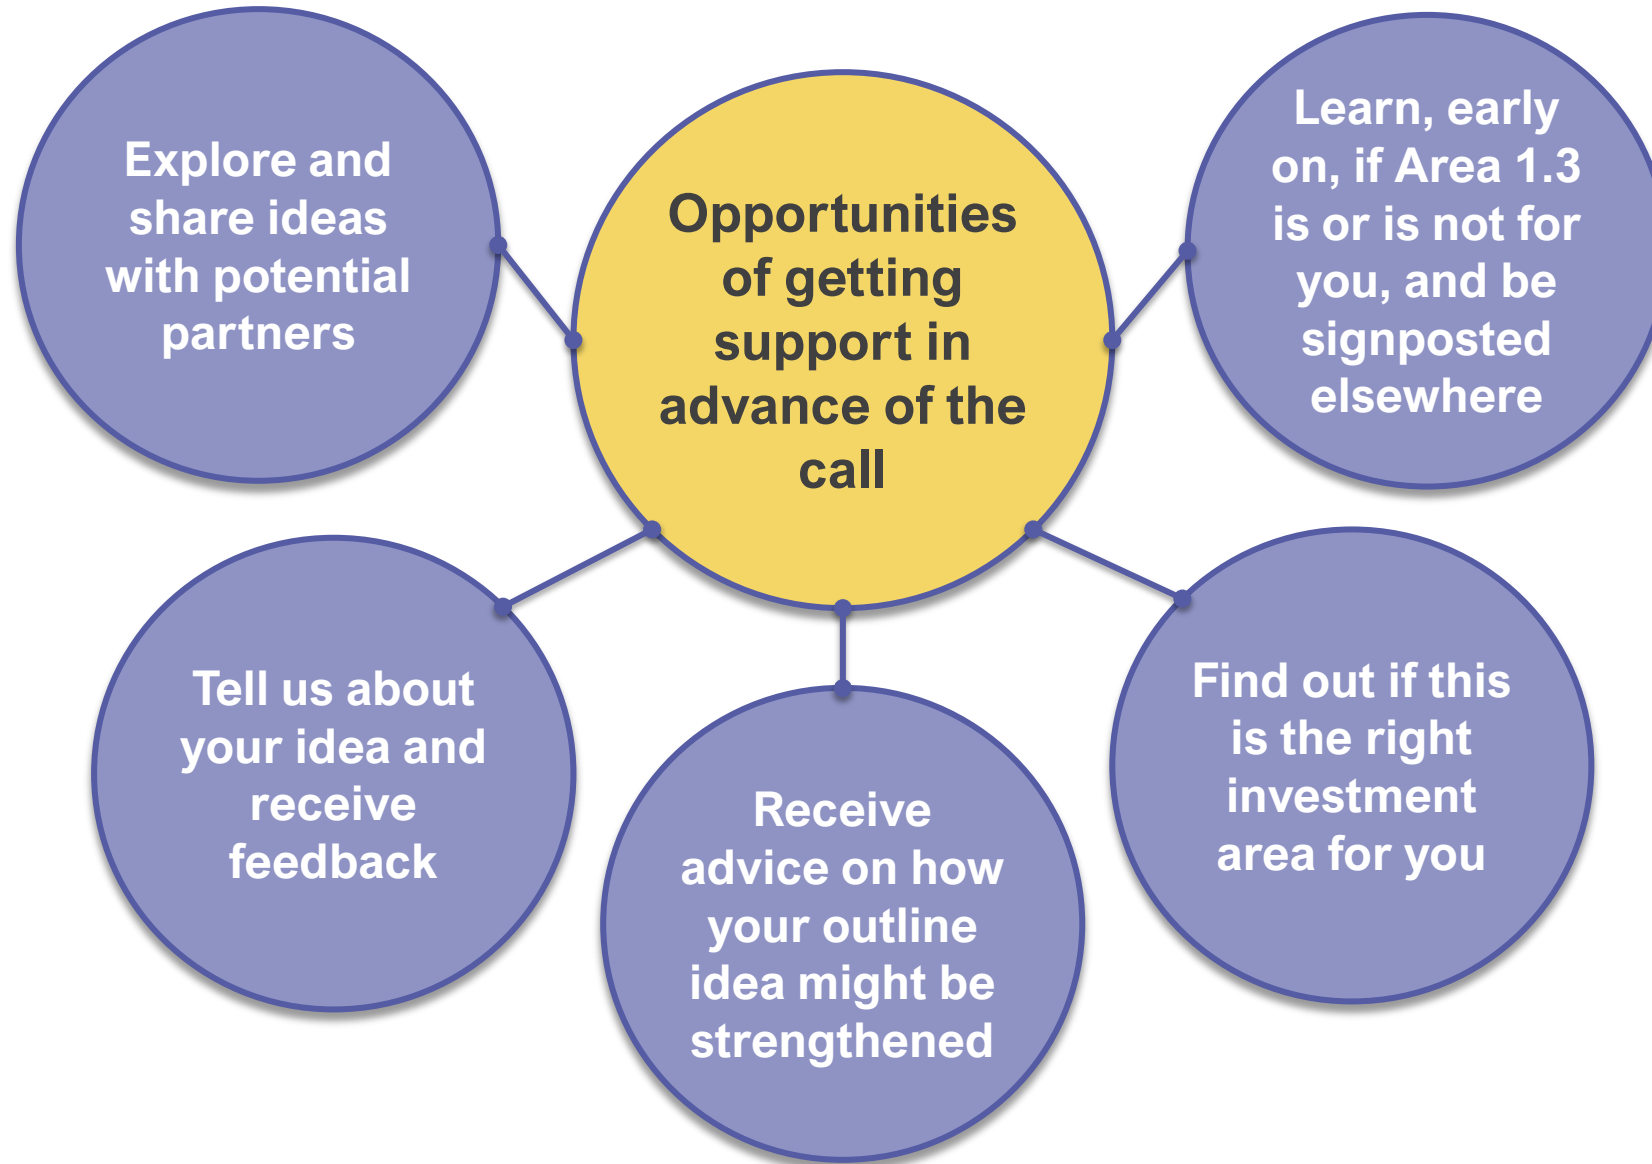 Explore and
share ideas
with potential
partners
Opportunities
of getting
support in
advance of the
call
Learn, early
on, if Area 1.3
is or is not for
you, and be
signposted
elsewhere
Tell us about
your idea and
receive
feedback
Receive
advice on how
your outline
idea might be
strengthened
Find out if this
is the right
investment
area for you